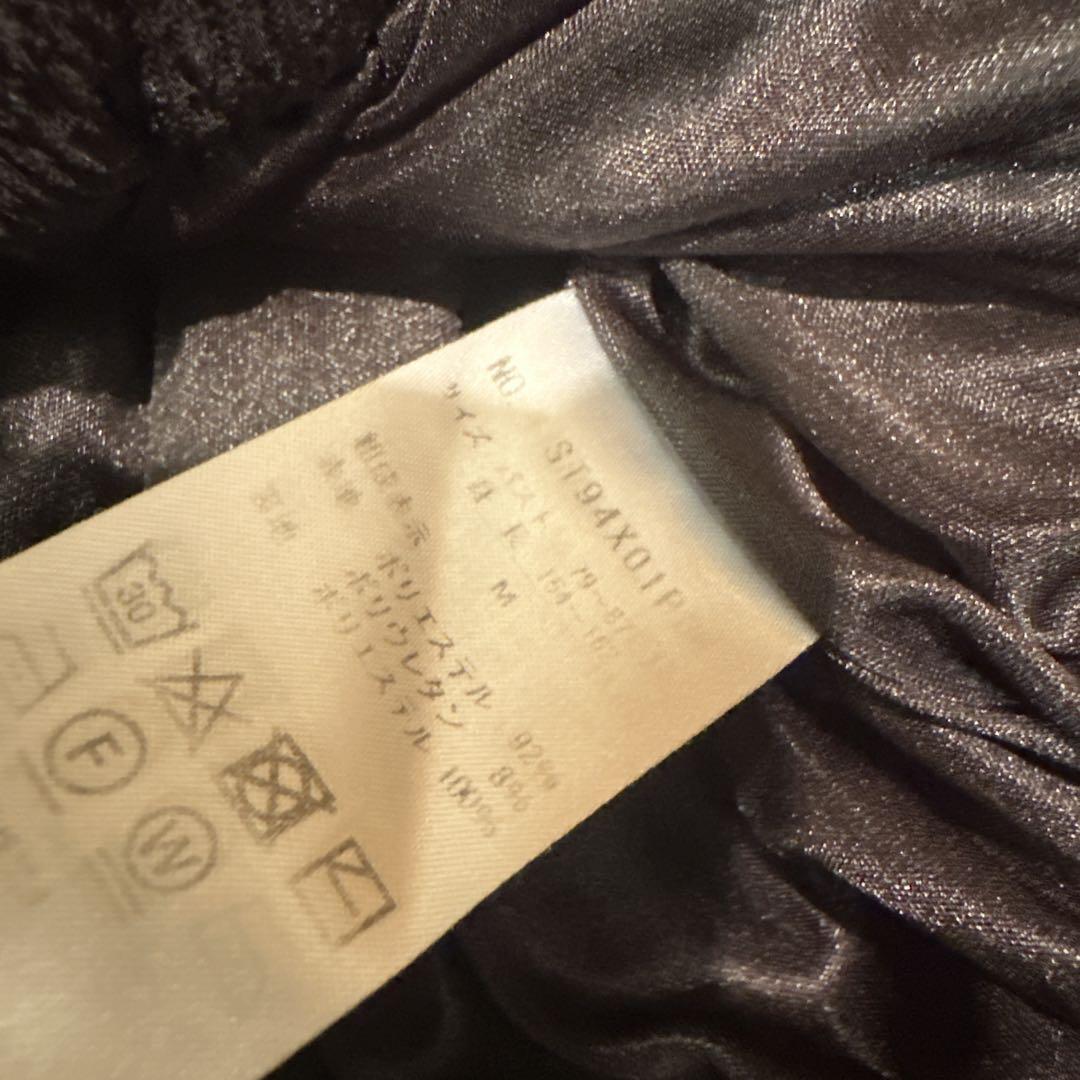 NO. ST94X01P
サイズ バスト 79-87
身長 154-162
M
組成表示
表地 ポリエステル 92%
ポリウレタン 8%
裏地 ポリエステル 100%
30
F
W